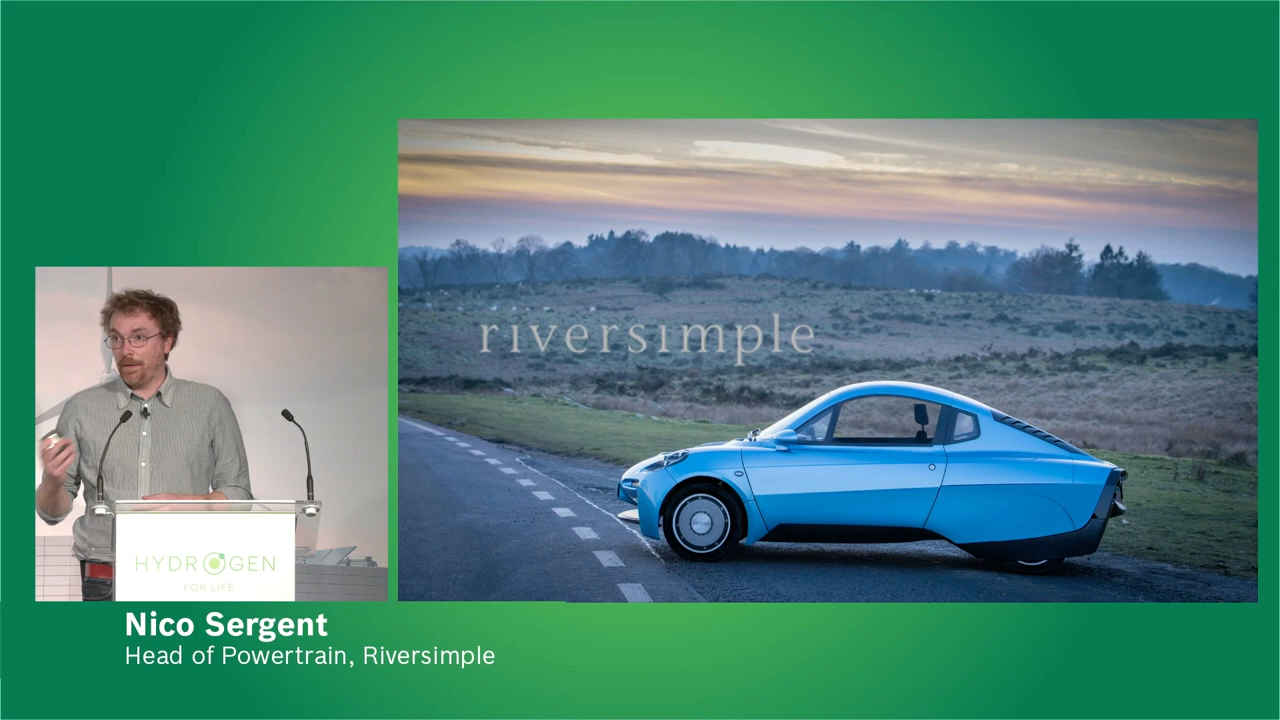 riversimple
HYDROGEN
FOR LIFE
Nico Sergent
Head of Powertrain, Riversimple